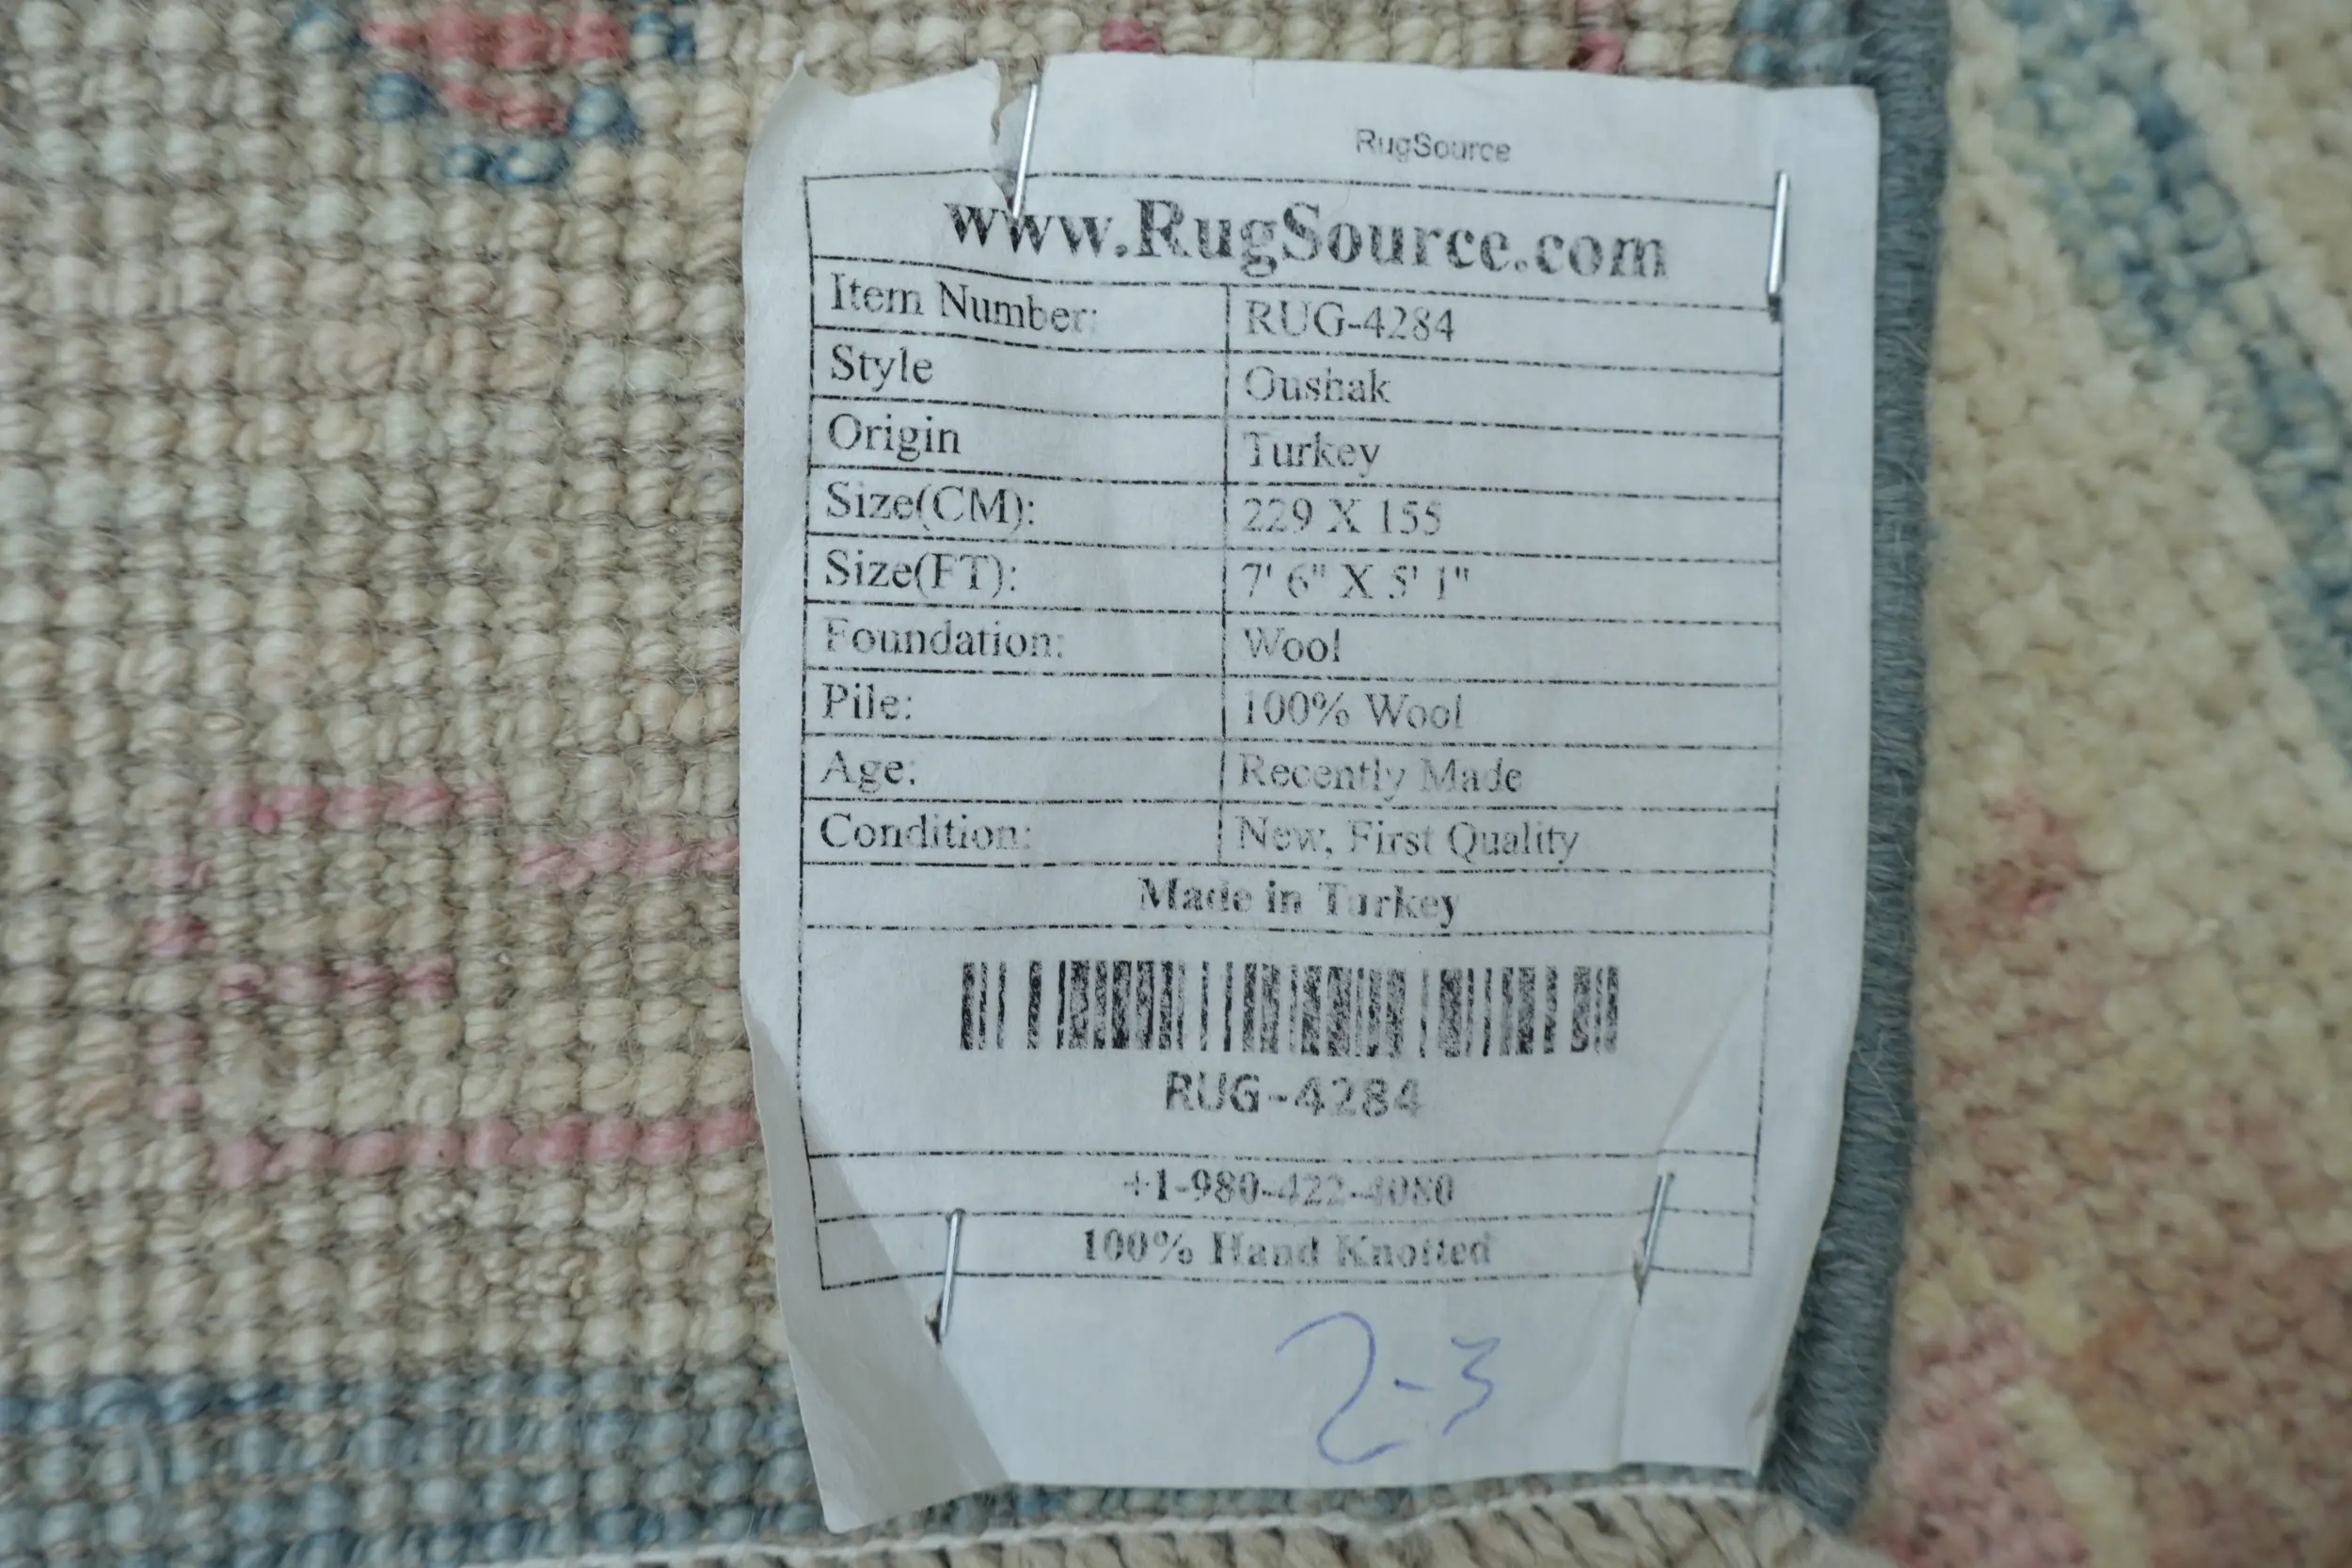 RugSource
www.RugSource.com
Item Number: RUG-4284
Style Oushak
Origin Turkey
Size(CM): 229 X 155
Size(FT): 7' 6" X 5' 1"
Foundation: Wool
Pile: 100% Wool
Age: Recently Made
Condition: New, First Quality
Made in Turkey
RUG-4284
+1-980-422-4080
100% Hand Knotted
2-3